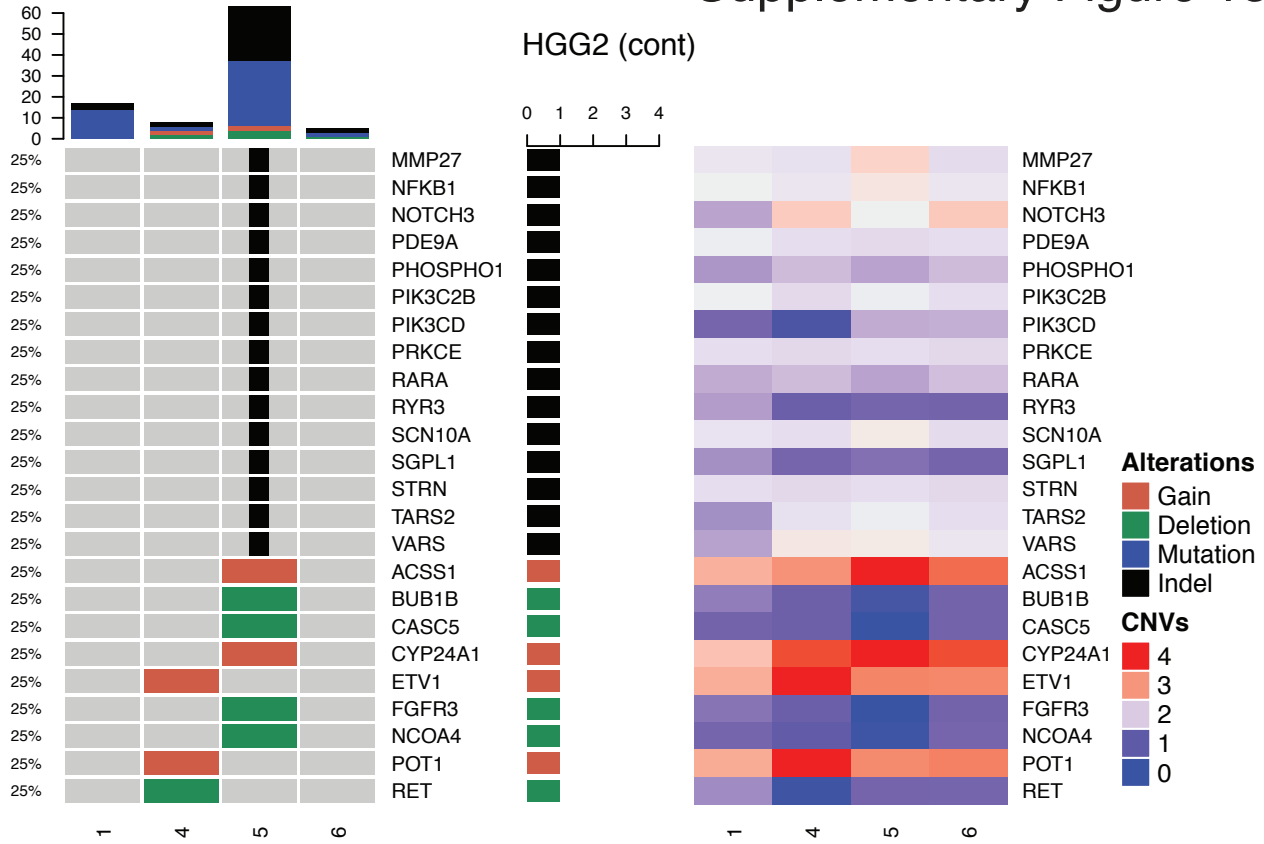 Supplementary Figure
HGG2 (cont)
60
50
40
30
20
10
0
0 1 2 3 4
25% MMP27 MMP27
25% NFKB1 NFKB1
25% NOTCH3 NOTCH3
25% PDE9A PDE9A
25% PHOSPHO1 PHOSPHO1
25% PIK3C2B PIK3C2B
25% PIK3CD PIK3CD
25% PRKCE PRKCE
25% RARA RARA
25% RYR3 RYR3
25% SCN10A SCN10A
25% SGPL1 SGPL1
25% STRN STRN
25% TARS2 TARS2
25% VARS VARS
25% ACSS1 ACSS1
25% BUB1B BUB1B
25% CASC5 CASC5
25% CYP24A1 CYP24A1
25% ETV1 ETV1
25% FGFR3 FGFR3
25% NCOA4 NCOA4
25% POT1 POT1
25% RET RET
1 4 5 6 1 4 5 6
Alterations
Gain
Deletion
Mutation
Indel
CNVs
4
3
2
1
0